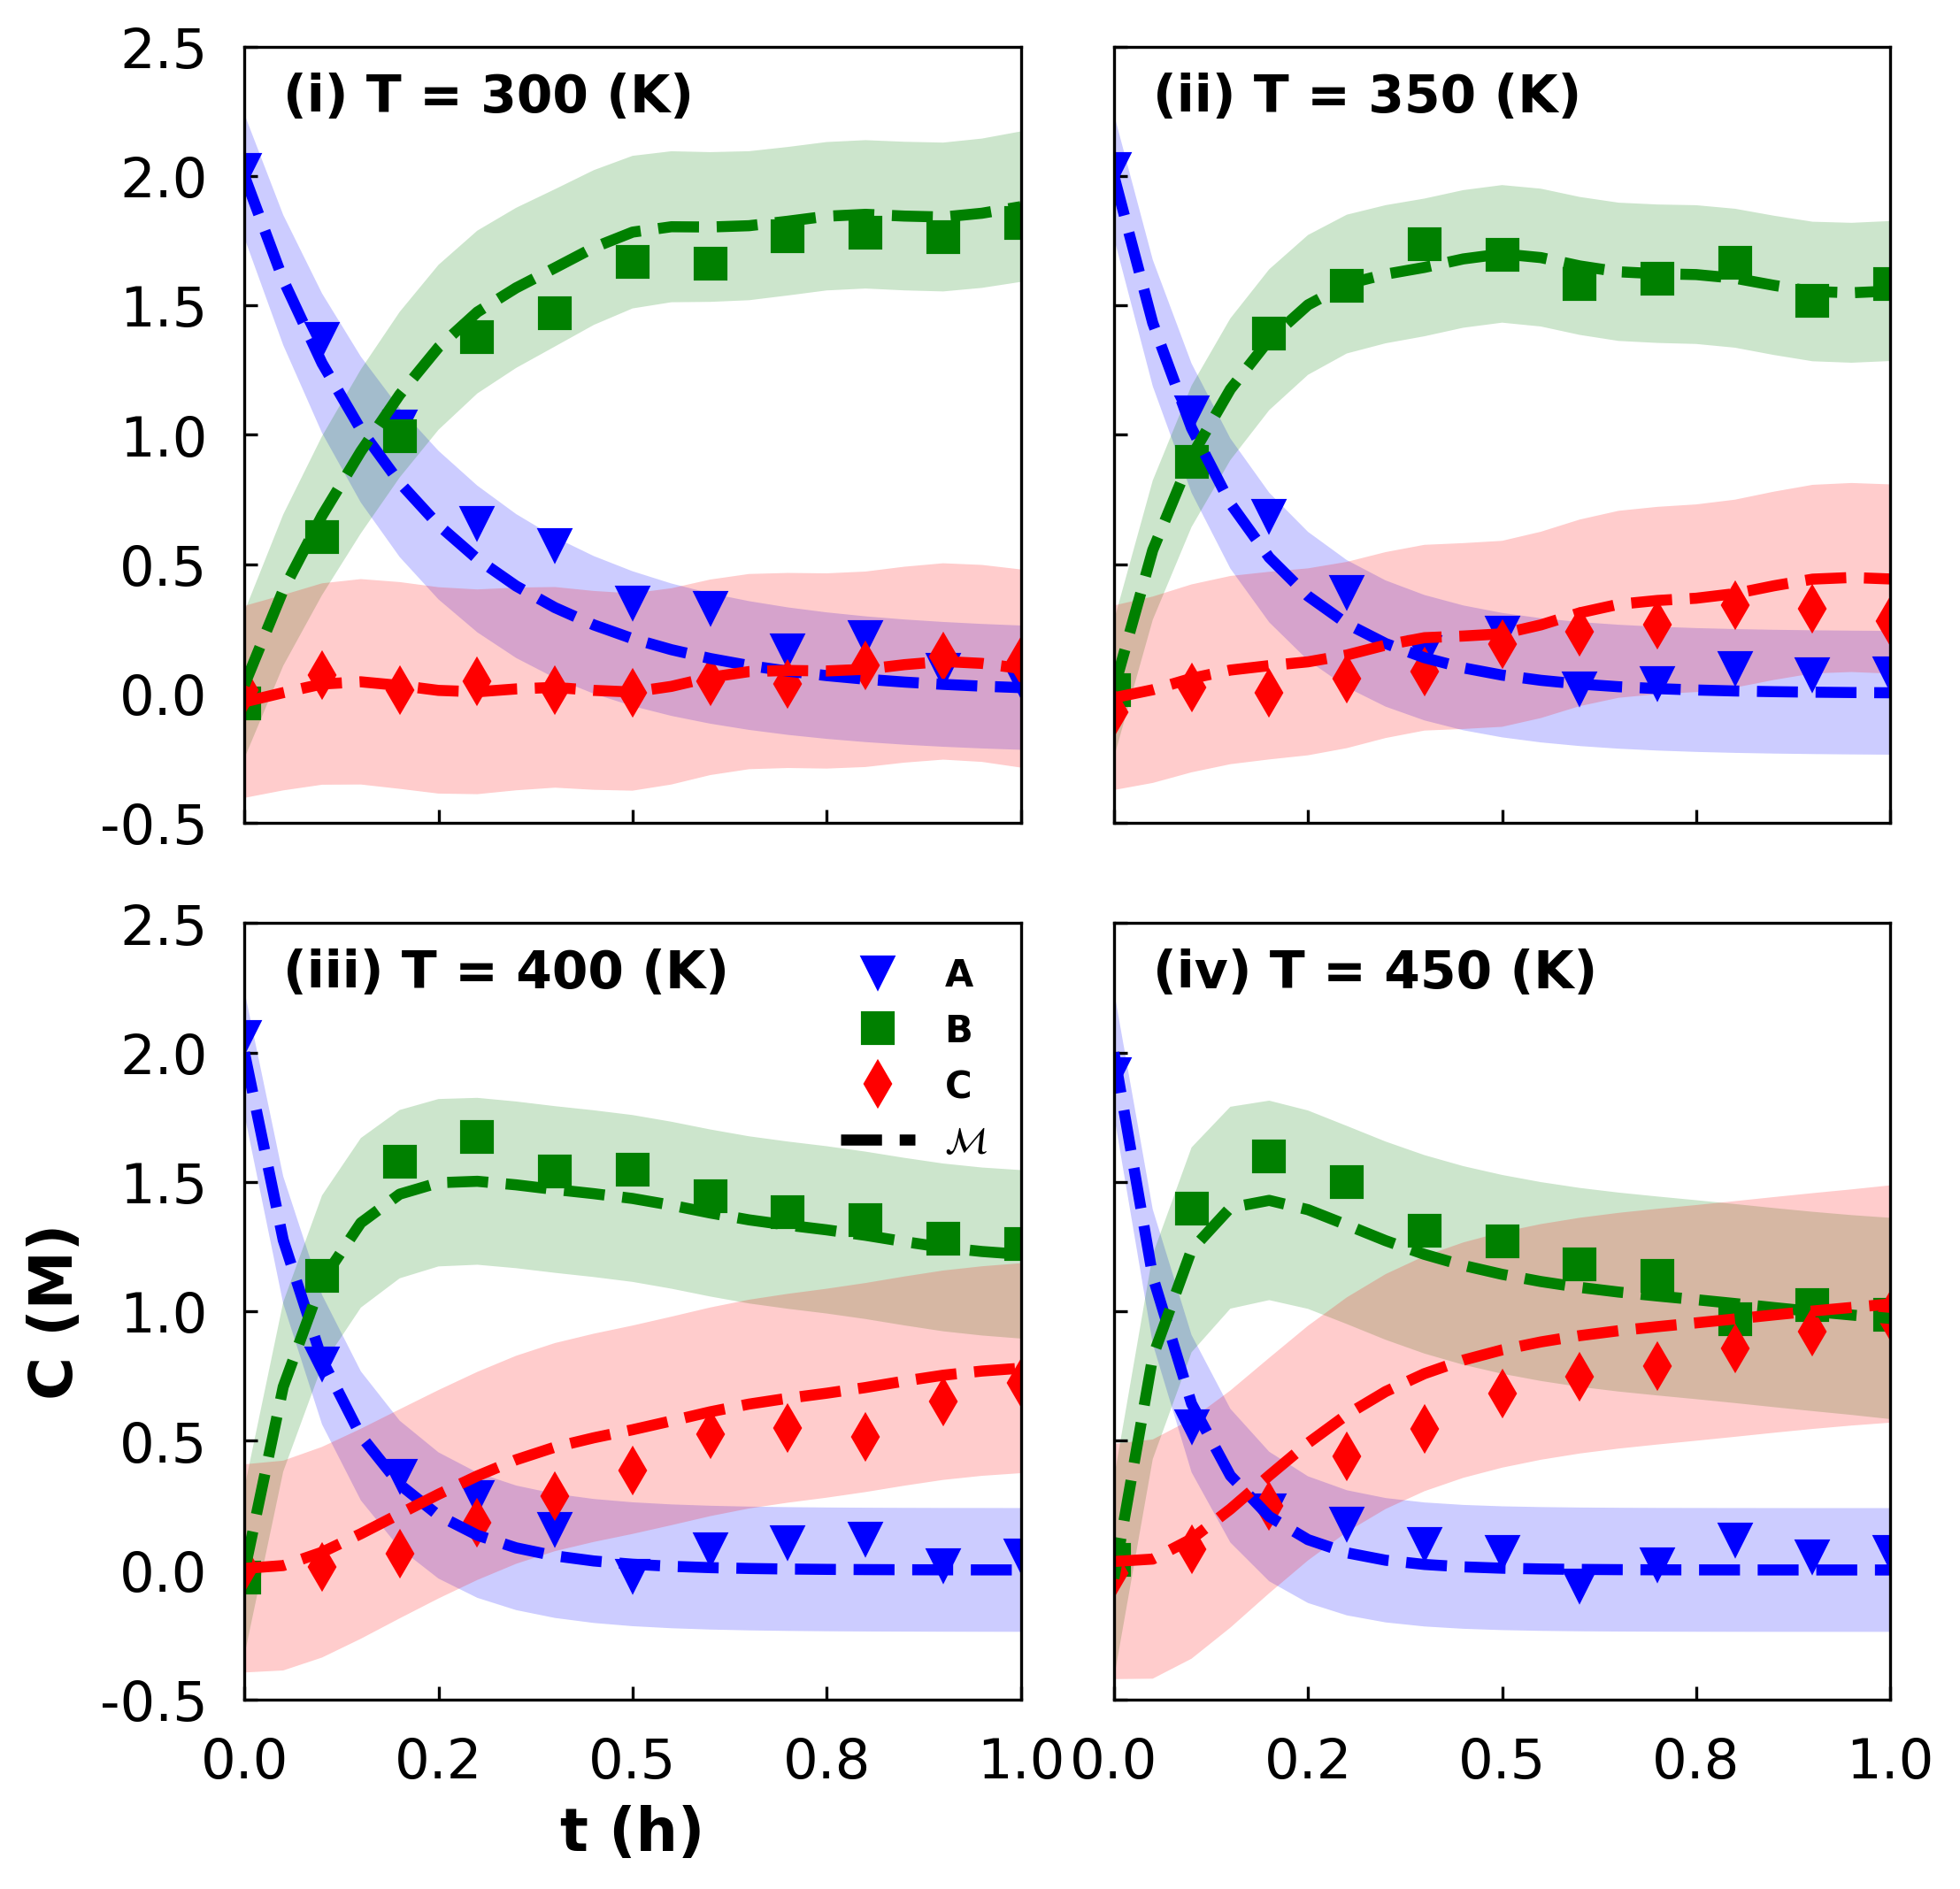 2.5
2.0
1.5
1.0
0.5
0.0
-0.5
(i) T = 300 (K)
(ii) T = 350 (K)
2.5
2.0
1.5
1.0
0.5
0.0
-0.5
(iii) T = 400 (K)
A
B
C
ℳ
(iv) T = 450 (K)
C (M)
0.0 0.2 0.5 0.8 1.0
0.0 0.2 0.5 0.8 1.0
t (h)